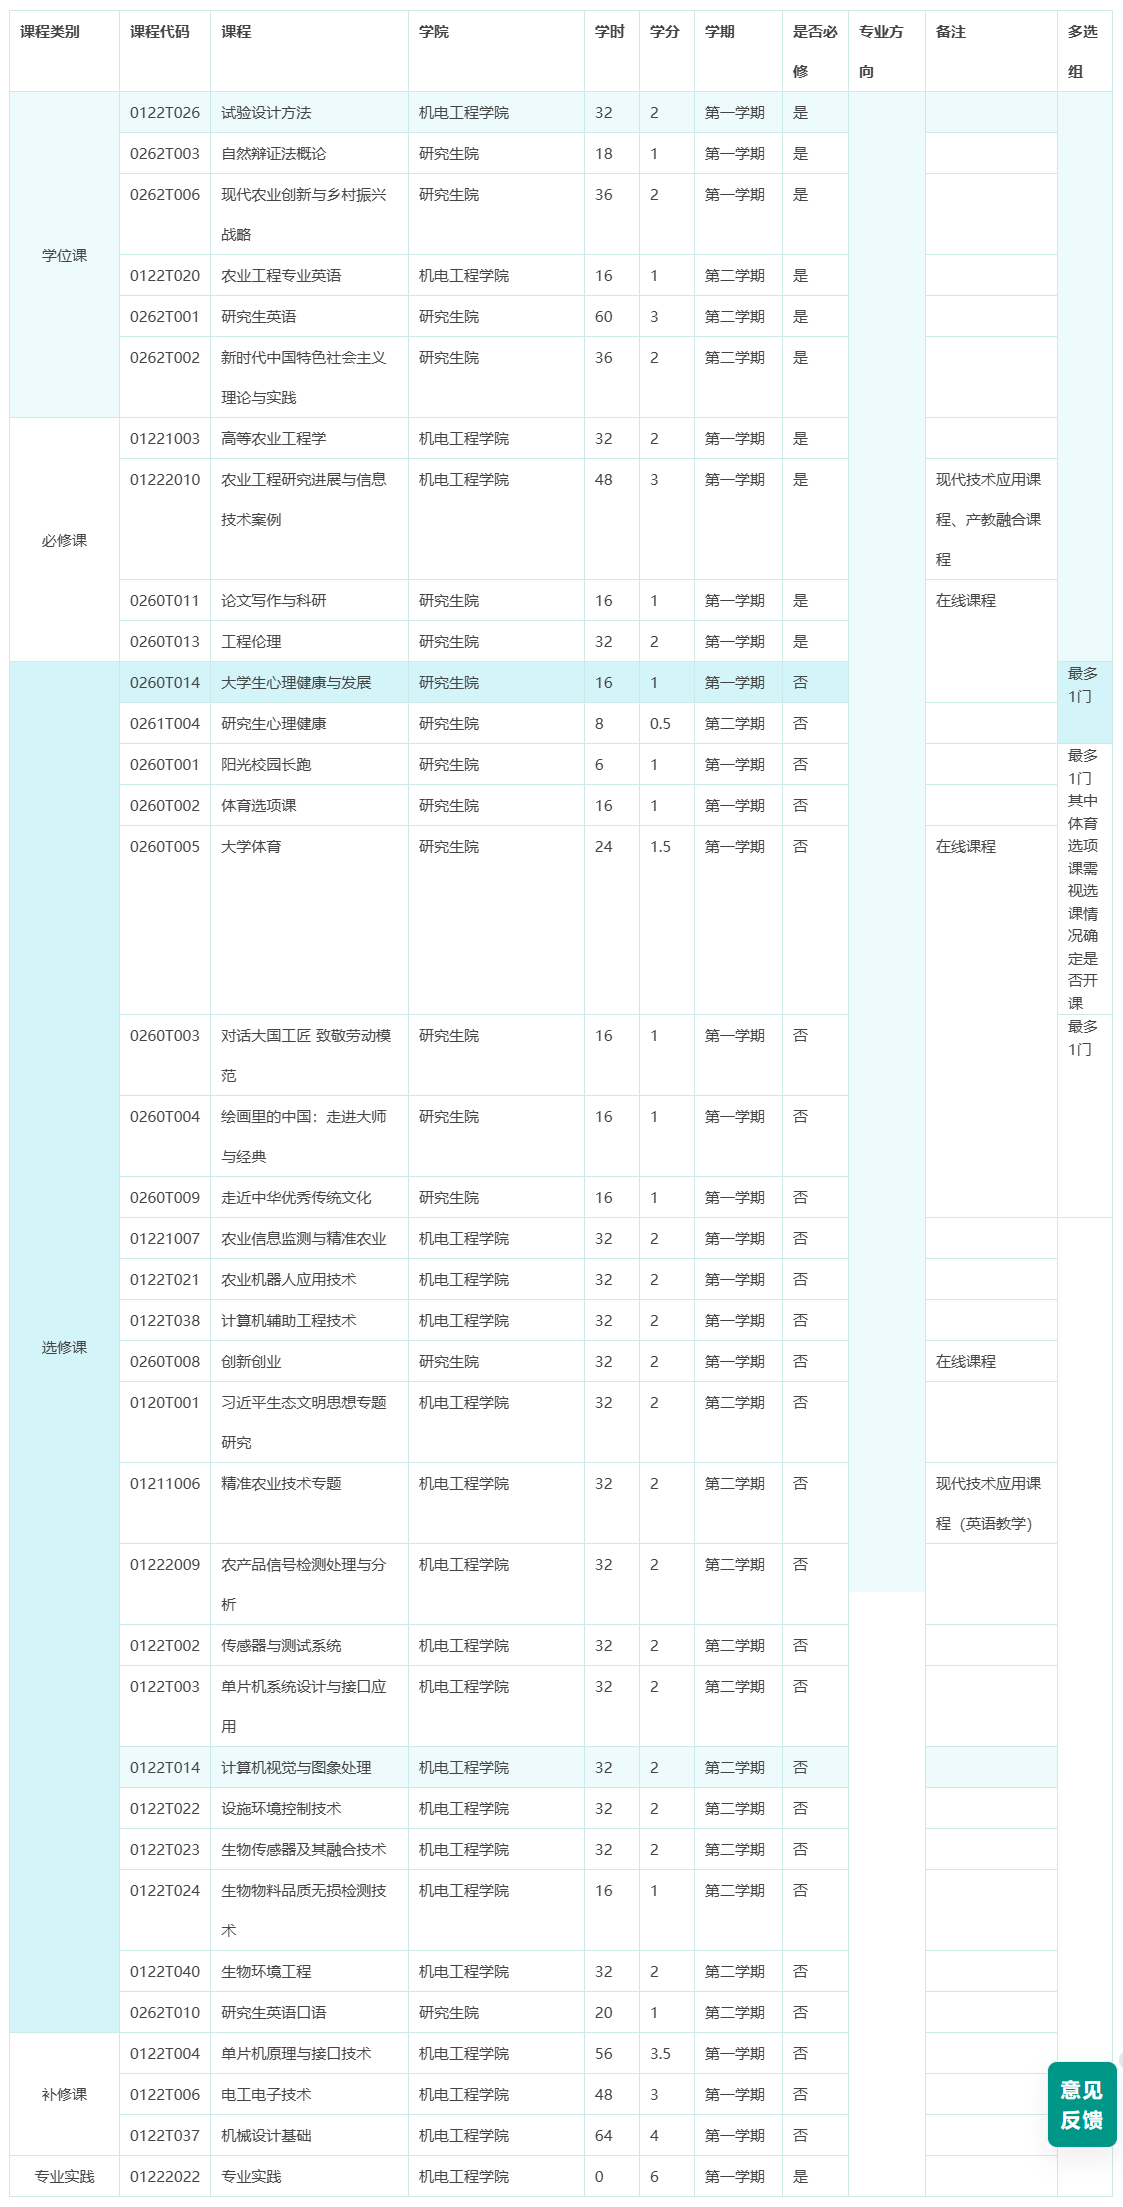 课程类别 课程代码 课程 学院 学时 学分 学期 是否必修 专业方向 备注 多选组
学位课
0122T026 试验设计方法 机电工程学院 32 2 第一学期 是
0262T003 自然辩证法概论 研究生院 18 1 第一学期 是
0262T006 现代农业创新与乡村振兴 研究生院 36 2 第一学期 是
战略
0122T020 农业工程专业英语 机电工程学院 16 1 第二学期 是
0262T001 研究生英语 研究生院 60 3 第二学期 是
0262T002 新时代中国特色社会主义 研究生院 36 2 第二学期 是
理论与实践
必修课
01221003 高等农业工程学 机电工程学院 32 2 第一学期 是
01222010 农业工程研究进展与信息 机电工程学院 48 3 第一学期 是 现代技术应用课
技术案例 程、产教融合课
程
0260T011 论文写作与科研 研究生院 16 1 第一学期 是 在线课程
0260T013 工程伦理 研究生院 32 2 第一学期 是
选修课
0260T014 大学生心理健康与发展 研究生院 16 1 第一学期 否 最多
1门
0261T004 研究生心理健康 研究生院 8 0.5 第二学期 否
0260T001 阳光校园长跑 研究生院 6 1 第一学期 否 最多
1门
其中
0260T002 体育选项课 研究生院 16 1 第一学期 否
体育
0260T005 大学体育 研究生院 24 1.5 第一学期 否 在线课程 选项
课需
视选
课情
况确
定是
否开
课
0260T003 对话大国工匠 致敬劳动模 研究生院 16 1 第一学期 否 最多
范 1门
0260T004 绘画里的中国：走进大师 研究生院 16 1 第一学期 否
与经典
0260T009 走近中华优秀传统文化 研究生院 16 1 第一学期 否
01221007 农业信息监测与精准农业 机电工程学院 32 2 第一学期 否
0122T021 农业机器人应用技术 机电工程学院 32 2 第一学期 否
0122T038 计算机辅助工程技术 机电工程学院 32 2 第一学期 否
0260T008 创新创业 研究生院 32 2 第一学期 否 在线课程
0120T001 习近平生态文明思想专题 机电工程学院 32 2 第二学期 否
研究
01211006 精准农业技术专题 机电工程学院 32 2 第二学期 否 现代技术应用课
程（英语教学）
01222009 农产品信号检测处理与分 机电工程学院 32 2 第二学期 否
析
0122T002 传感器与测试系统 机电工程学院 32 2 第二学期 否
0122T003 单片机系统设计与接口应 机电工程学院 32 2 第二学期 否
用
0122T014 计算机视觉与图象处理 机电工程学院 32 2 第二学期 否
0122T022 设施环境控制技术 机电工程学院 32 2 第二学期 否
0122T023 生物传感器及其融合技术 机电工程学院 32 2 第二学期 否
0122T024 生物物料品质无损检测技 机电工程学院 16 1 第二学期 否
术
0122T040 生物环境工程 机电工程学院 32 2 第二学期 否
0262T010 研究生英语口语 研究生院 20 1 第二学期 否
补修课
0122T004 单片机原理与接口技术 机电工程学院 56 3.5 第一学期 否
0122T006 电工电子技术 机电工程学院 48 3 第一学期 否
0122T037 机械设计基础 机电工程学院 64 4 第一学期 否
专业实践 01222022 专业实践 机电工程学院 0 6 第一学期 是
意见
反馈